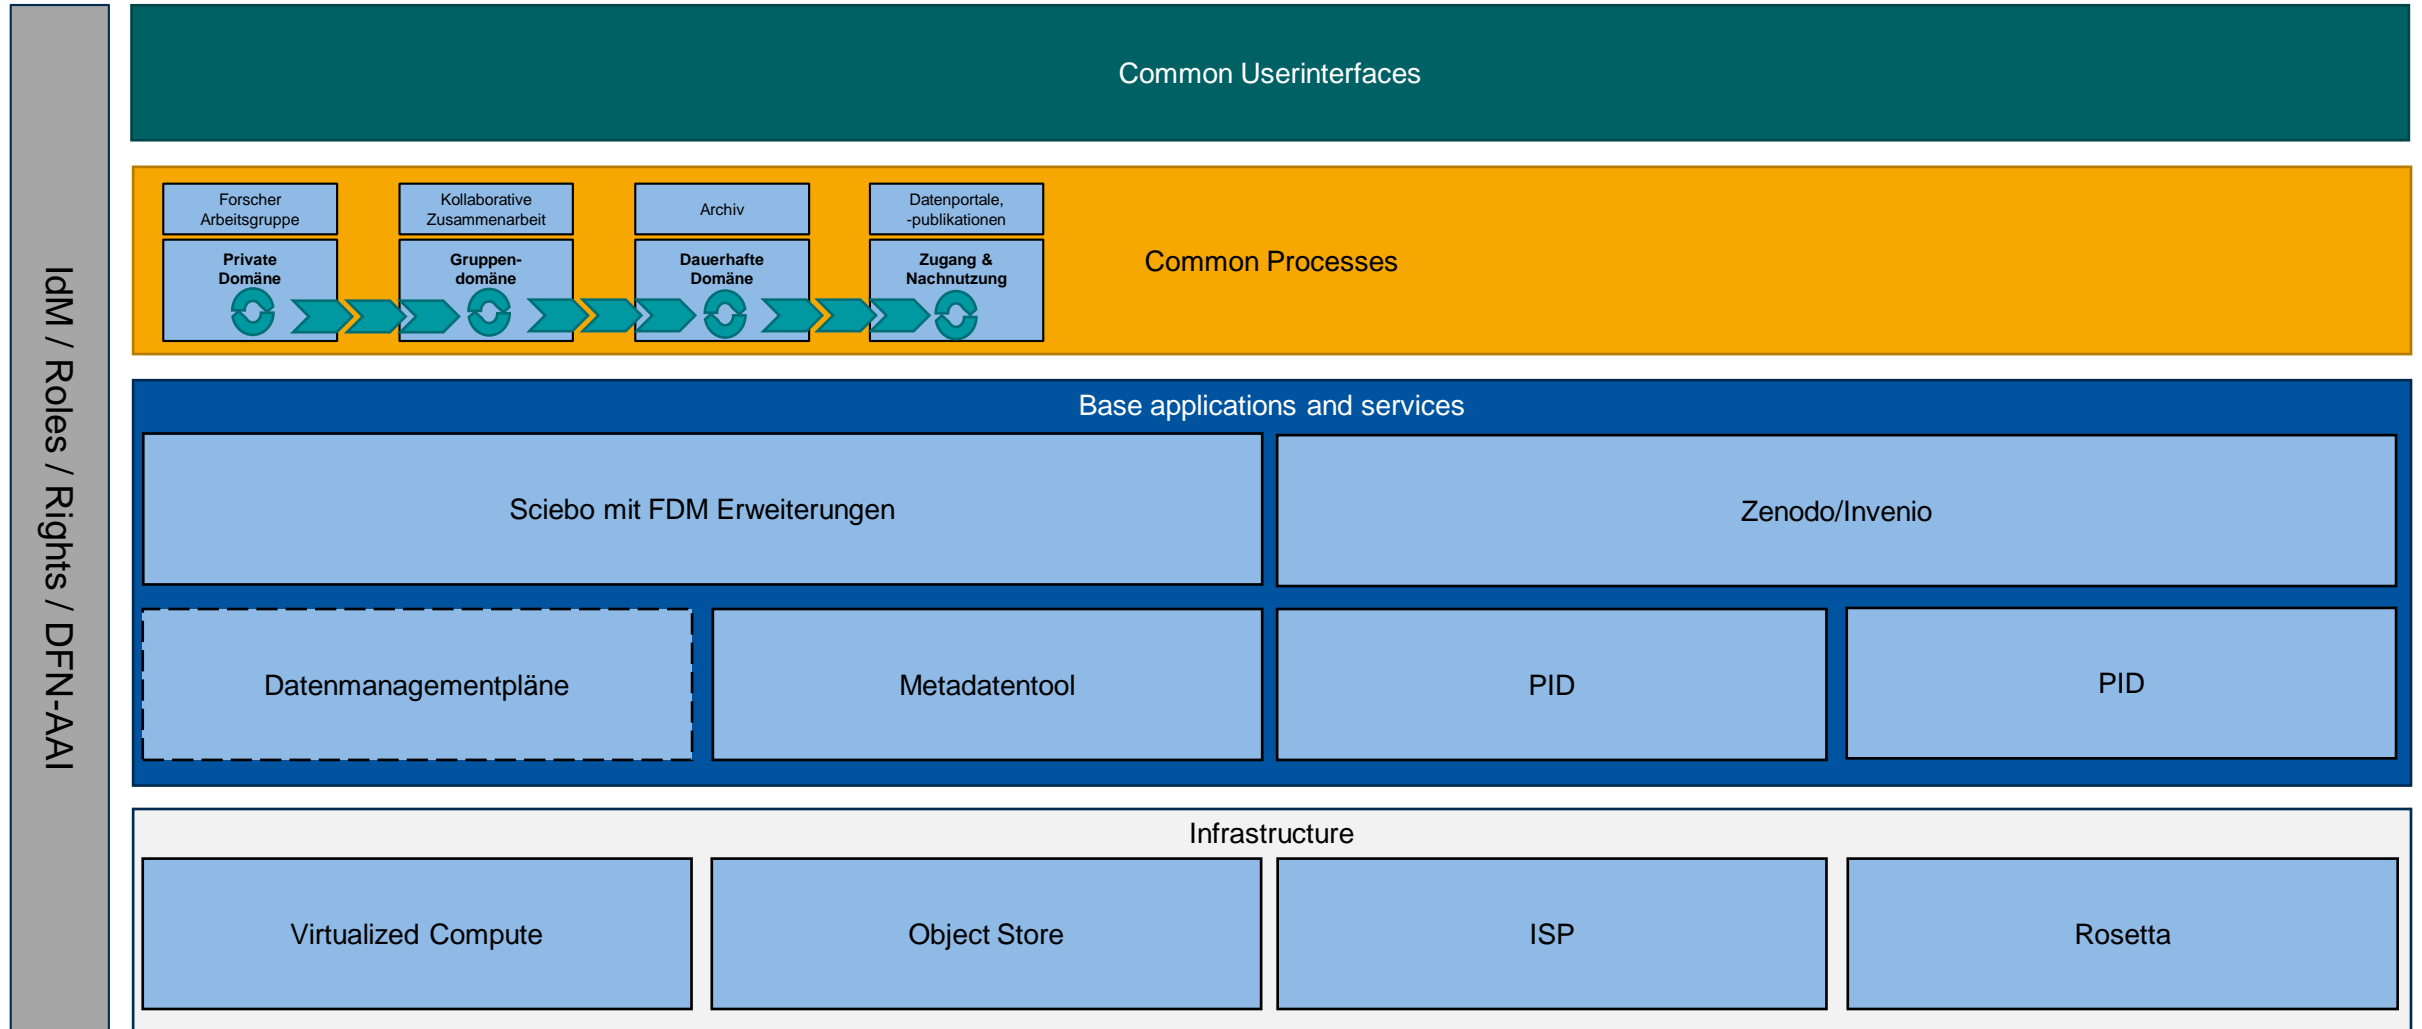 IdM / Roles / Rights / DFN-AAI
Common Userinterfaces
Forscher
Arbeitsgruppe
Kollaborative
Zusammenarbeit
Archiv
Datenportale,
-publikationen
Private
Domäne
Gruppen-
domäne
Dauerhafte
Domäne
Zugang &
Nachnutzung
Common Processes
Base applications and services
Sciebo mit FDM Erweiterungen
Zenodo/Invenio
Datenmanagementpläne
Metadatentool
PID
PID
Infrastructure
Virtualized Compute
Object Store
ISP
Rosetta